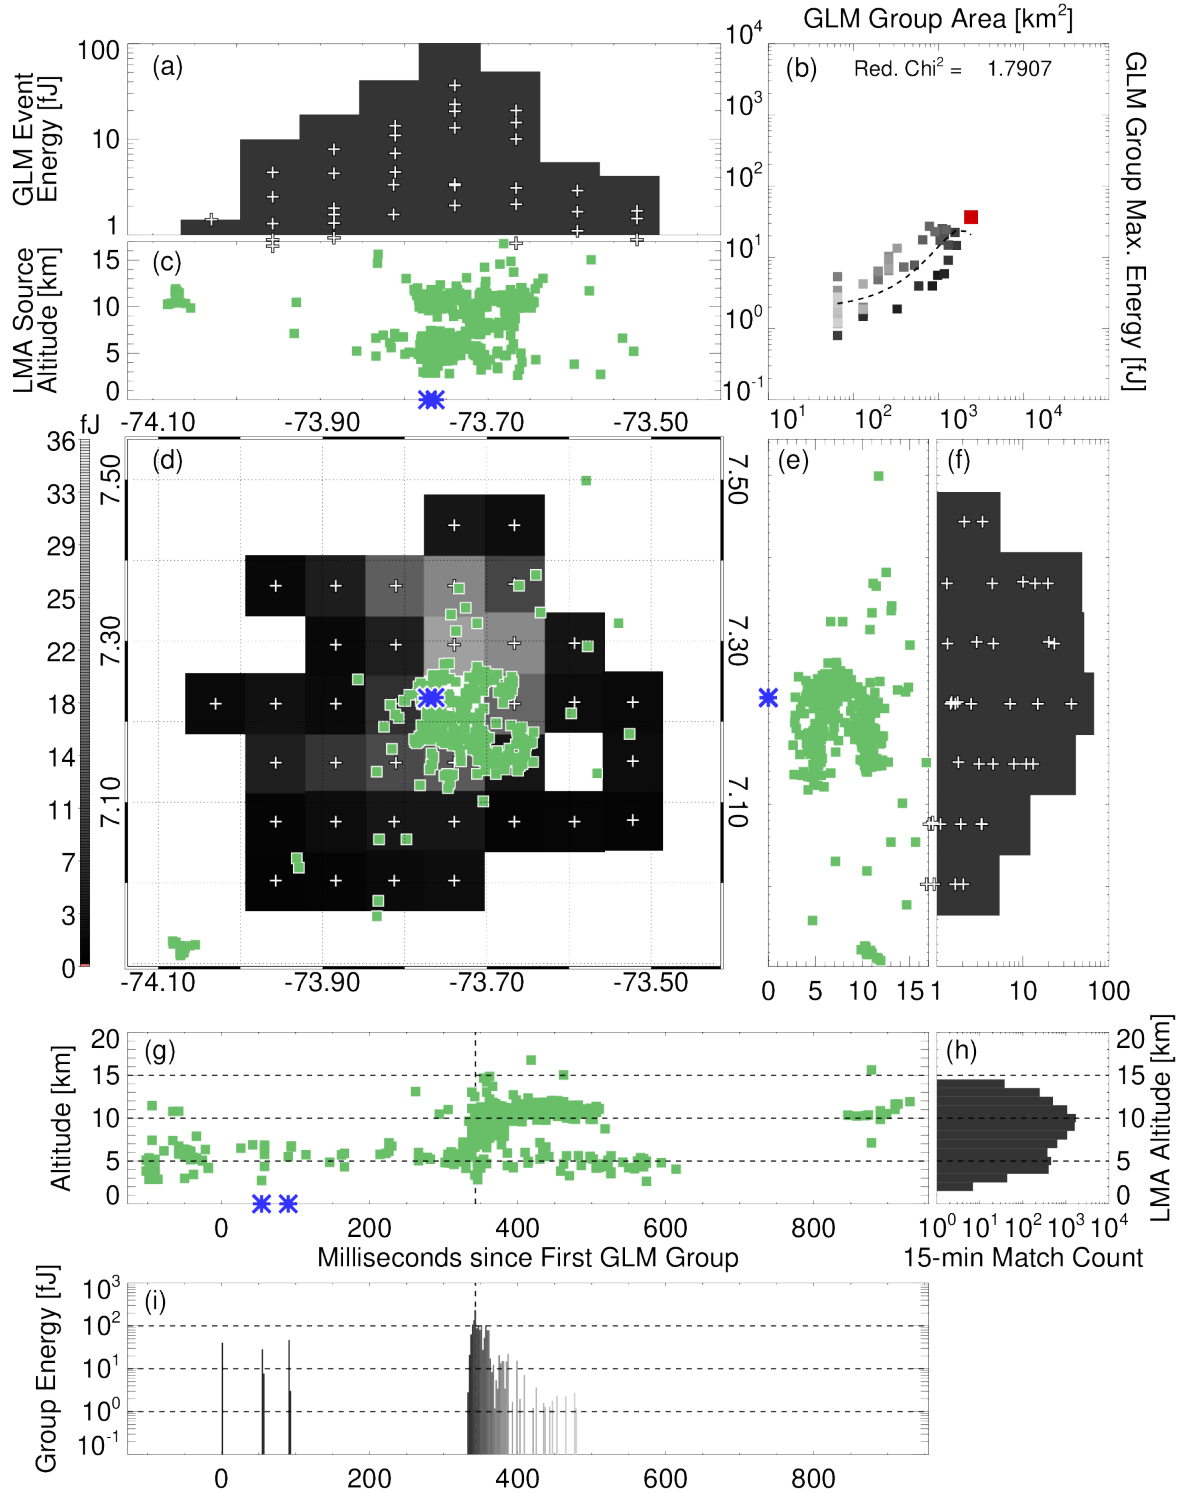 GLM Group Area [km²]
100
10
1
GLM Event
Energy [fJ]
(a)
(b)
Red. Chi² = 1.7907
10⁴
10³
10²
10¹
10⁰
10⁻¹
GLM Group Max. Energy [fJ]
(c)
15
10
5
0
LMA Source
Altitude [km]
-74.10 -73.90 -73.70 -73.50
10¹ 10² 10³ 10⁴
fJ
36
33
29
25
22
18
14
11
7
3
0
(d)
7.50
7.30
7.10
7.50
7.30
7.10
(e)
(f)
-74.10 -73.90 -73.70 -73.50
0 5 10 15
1 10 100
(g)
20
15
10
5
0
Altitude [km]
(h)
20
15
10
5
0
LMA Altitude [km]
0 200 400 600 800
10⁰ 10¹ 10² 10³ 10⁴
Milliseconds since First GLM Group
15-min Match Count
(i)
10³
10²
10¹
10⁰
10⁻¹
Group Energy [fJ]
0 200 400 600 800